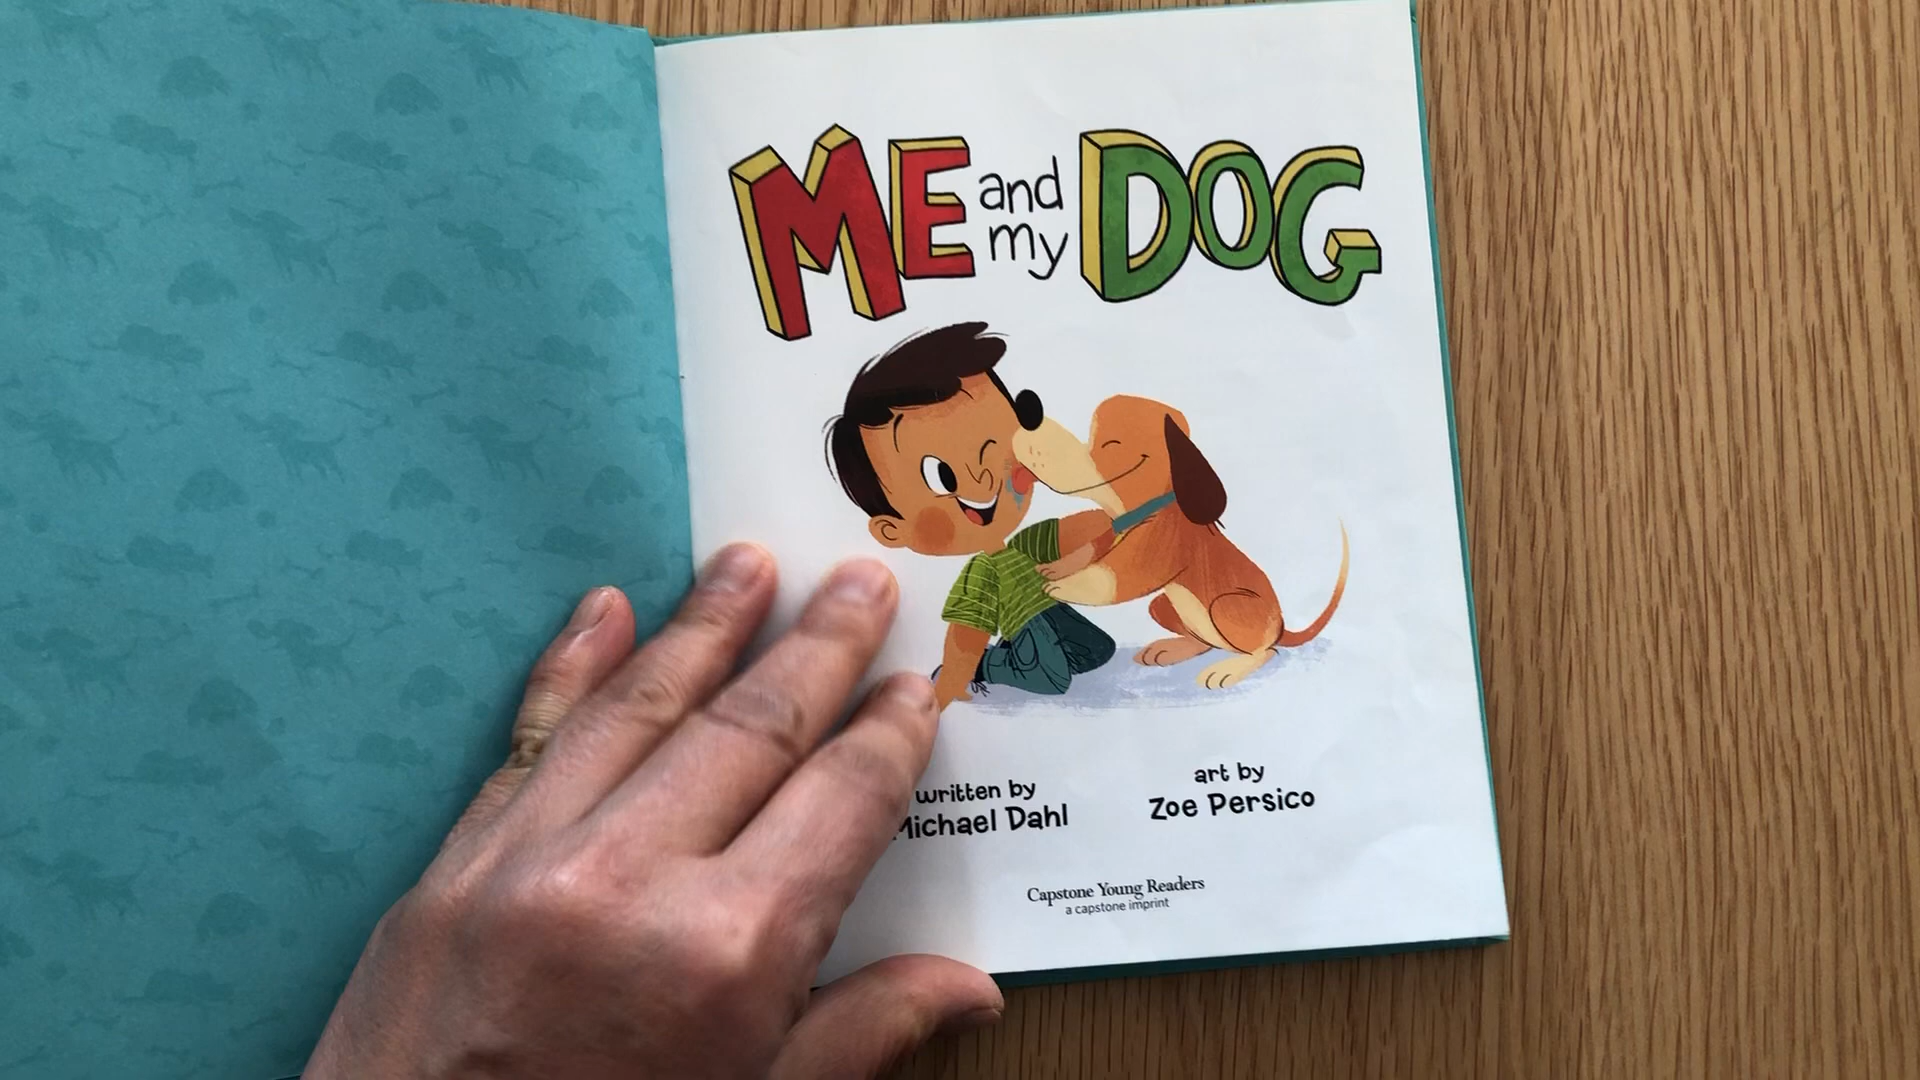 ME and my DOG
written by
Michael Dahl
art by
Zoe Persico
Capstone Young Readers
a capstone imprint